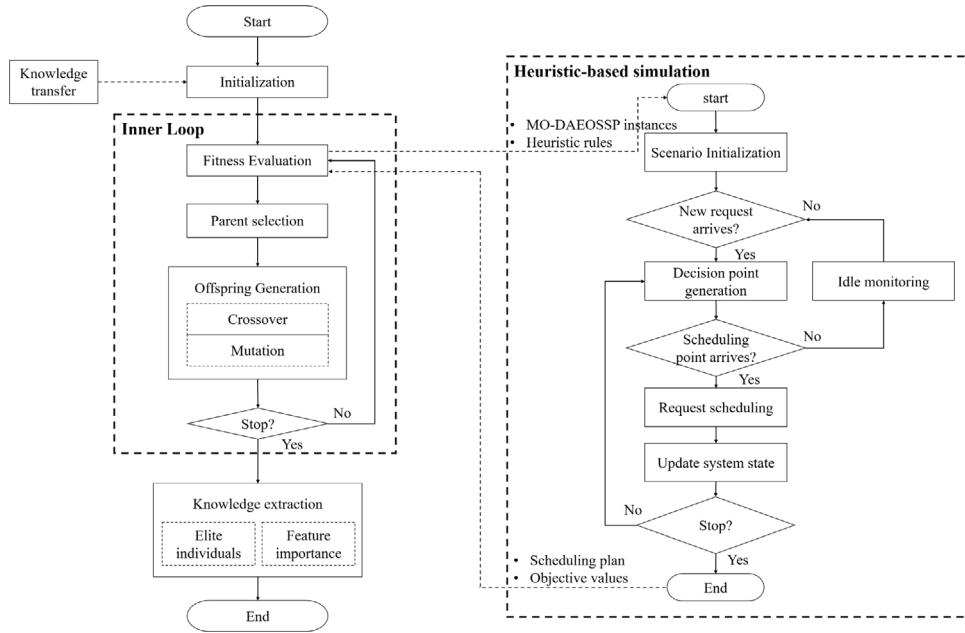 Start
Knowledge
transfer
Initialization
Inner Loop
Fitness Evaluation
Parent selection
Offspring Generation
Crossover
Mutation
Stop?
No
Yes
Knowledge extraction
Elite
individuals
Feature
importance
End
Heuristic-based simulation
start
• MO-DAEOSSP instances
• Heuristic rules
Scenario Initialization
New request
arrives?
No
Yes
Decision point
generation
Idle monitoring
Scheduling
point arrives?
No
Yes
Request scheduling
Update system state
Stop?
No
Yes
• Scheduling plan
• Objective values
End